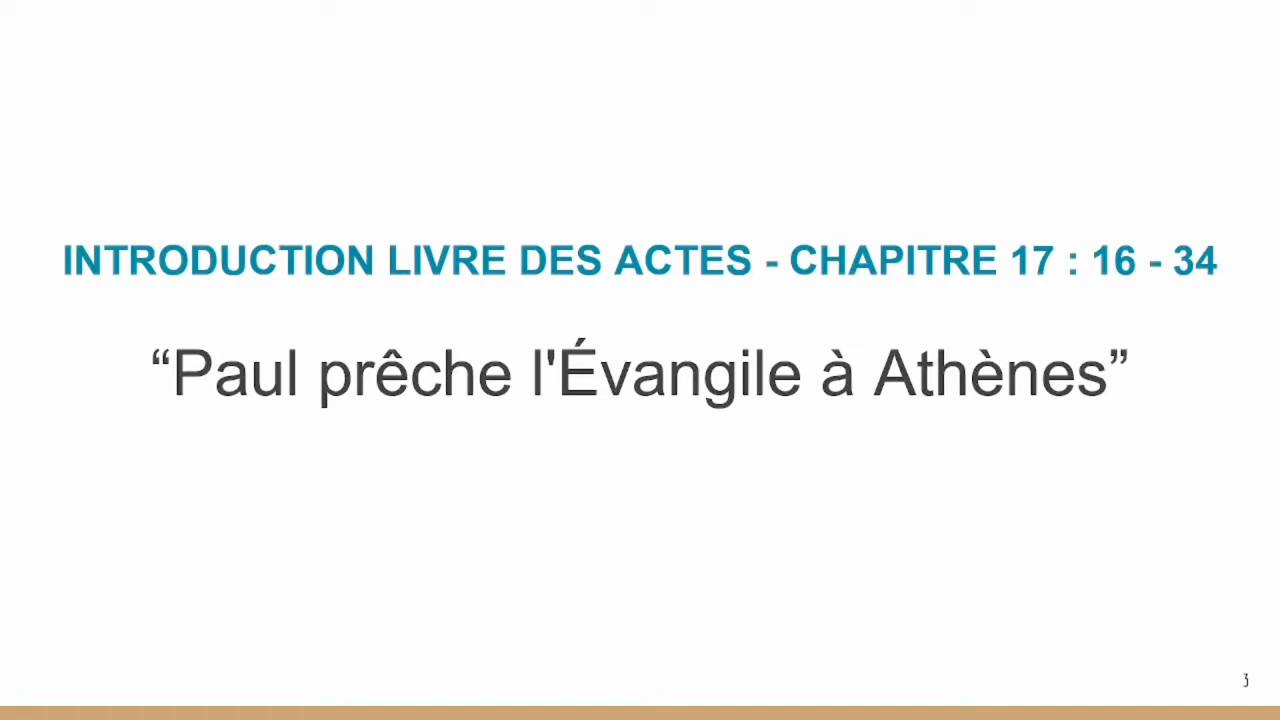 INTRODUCTION LIVRE DES ACTES - CHAPITRE 17 : 16 - 34
“Paul prêche l'Évangile à Athènes”
3